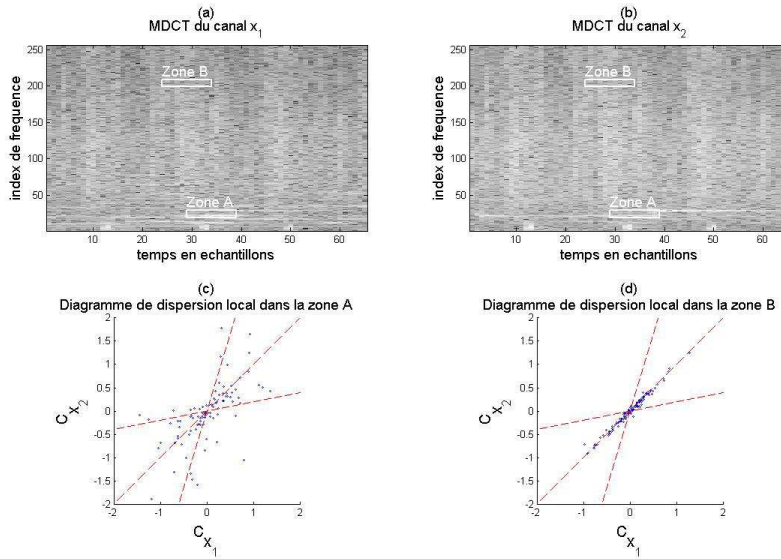 (a)
MDCT du canal x1
index de frequence
250
200
150
100
50
Zone B
Zone A
10 20 30 40 50 60
temps en echantillons
(b)
MDCT du canal x2
index de frequence
250
200
150
100
50
Zone B
Zone A
10 20 30 40 50 60
temps en echantillons
(c)
Diagramme de dispersion local dans la zone A
Cx2
2
1.5
1
0.5
0
-0.5
-1
-1.5
-2
-2 -1 0 1 2
Cx1
(d)
Diagramme de dispersion local dans la zone B
Cx2
2
1.5
1
0.5
0
-0.5
-1
-1.5
-2
-2 -1 0 1 2
Cx1